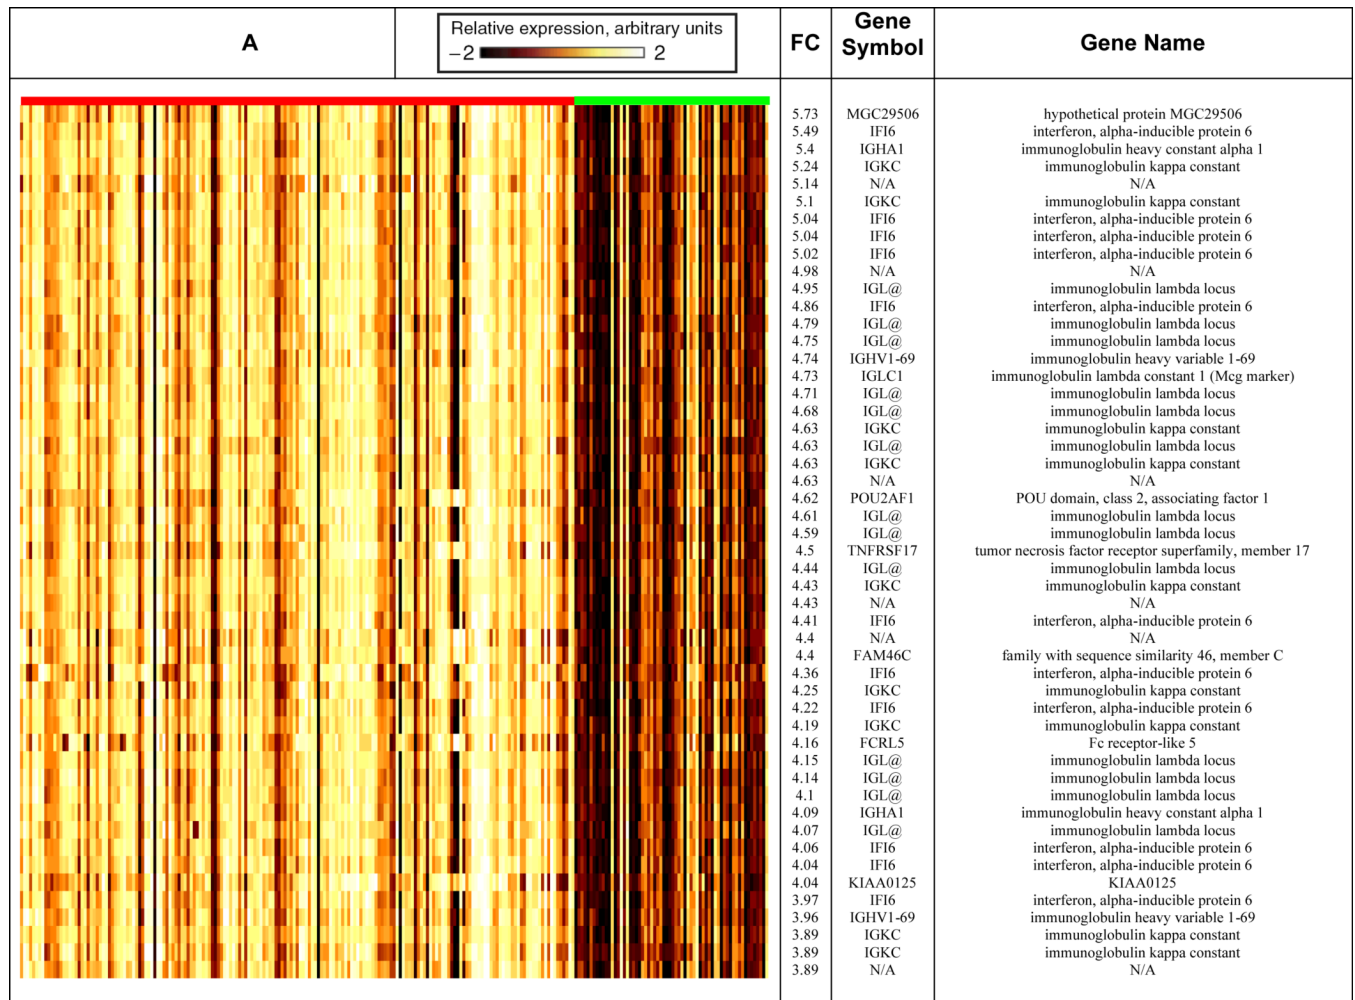 A
Relative expression, arbitrary units
−2 2
FC
Gene Symbol
Gene Name
5.73 MGC29506 hypothetical protein MGC29506
5.49 IFI6 interferon, alpha-inducible protein 6
5.4 IGHA1 immunoglobulin heavy constant alpha 1
5.24 IGKC immunoglobulin kappa constant
5.14 N/A N/A
5.1 IGKC immunoglobulin kappa constant
5.04 IFI6 interferon, alpha-inducible protein 6
5.04 IFI6 interferon, alpha-inducible protein 6
5.02 IFI6 interferon, alpha-inducible protein 6
4.98 N/A N/A
4.95 IGL@ immunoglobulin lambda locus
4.86 IFI6 interferon, alpha-inducible protein 6
4.79 IGL@ immunoglobulin lambda locus
4.75 IGL@ immunoglobulin lambda locus
4.74 IGHV1-69 immunoglobulin heavy variable 1-69
4.73 IGLC1 immunoglobulin lambda constant 1 (Mcg marker)
4.71 IGL@ immunoglobulin lambda locus
4.68 IGL@ immunoglobulin lambda locus
4.63 IGKC immunoglobulin kappa constant
4.63 IGL@ immunoglobulin lambda locus
4.63 IGKC immunoglobulin kappa constant
4.63 N/A N/A
4.62 POU2AF1 POU domain, class 2, associating factor 1
4.61 IGL@ immunoglobulin lambda locus
4.59 IGL@ immunoglobulin lambda locus
4.5 TNFRSF17 tumor necrosis factor receptor superfamily, member 17
4.44 IGL@ immunoglobulin lambda locus
4.43 IGKC immunoglobulin kappa constant
4.43 N/A N/A
4.41 IFI6 interferon, alpha-inducible protein 6
4.4 N/A N/A
4.4 FAM46C family with sequence similarity 46, member C
4.36 IFI6 interferon, alpha-inducible protein 6
4.25 IGKC immunoglobulin kappa constant
4.22 IFI6 interferon, alpha-inducible protein 6
4.19 IGKC immunoglobulin kappa constant
4.16 FCRL5 Fc receptor-like 5
4.15 IGL@ immunoglobulin lambda locus
4.14 IGL@ immunoglobulin lambda locus
4.1 IGL@ immunoglobulin lambda locus
4.09 IGHA1 immunoglobulin heavy constant alpha 1
4.07 IGL@ immunoglobulin lambda locus
4.06 IFI6 interferon, alpha-inducible protein 6
4.04 IFI6 interferon, alpha-inducible protein 6
4.04 KIAA0125 KIAA0125
3.97 IFI6 interferon, alpha-inducible protein 6
3.96 IGHV1-69 immunoglobulin heavy variable 1-69
3.89 IGKC immunoglobulin kappa constant
3.89 IGKC immunoglobulin kappa constant
3.89 N/A N/A